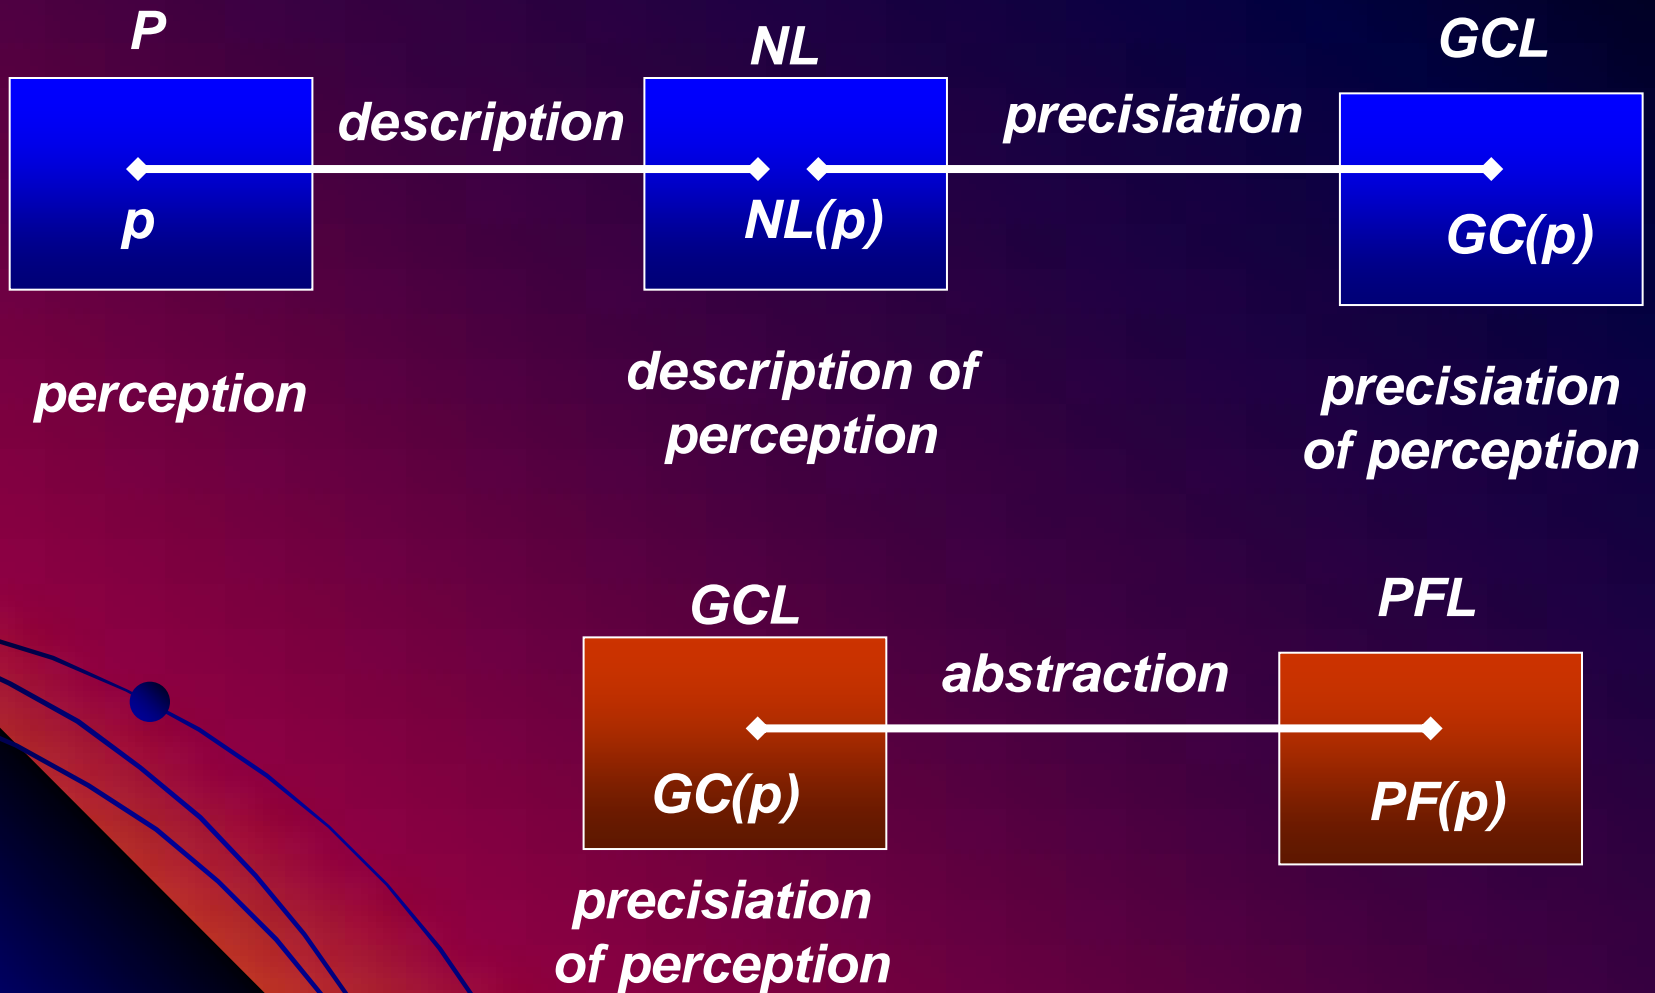 P
NL
GCL
description
precisiation
p
NL(p)
GC(p)
perception
description of
perception
precisiation
of perception
GCL
PFL
abstraction
GC(p)
PF(p)
precisiation
of perception